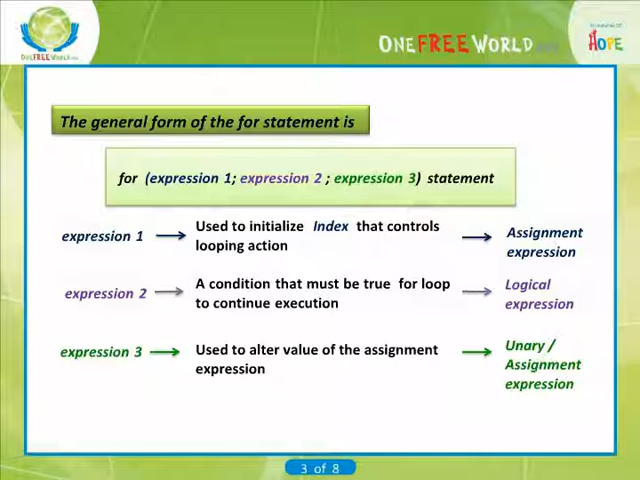 ONEFREEWORLD
ONEFREEWORLD
HOPE
The general form of the for statement is
for (expression 1; expression 2 ; expression 3) statement
expression 1
Used to initialize Index that controls
looping action
Assignment
expression
expression 2
A condition that must be true for loop
to continue execution
Logical
expression
expression 3
Used to alter value of the assignment
expression
Unary /
Assignment
expression
3 of 8